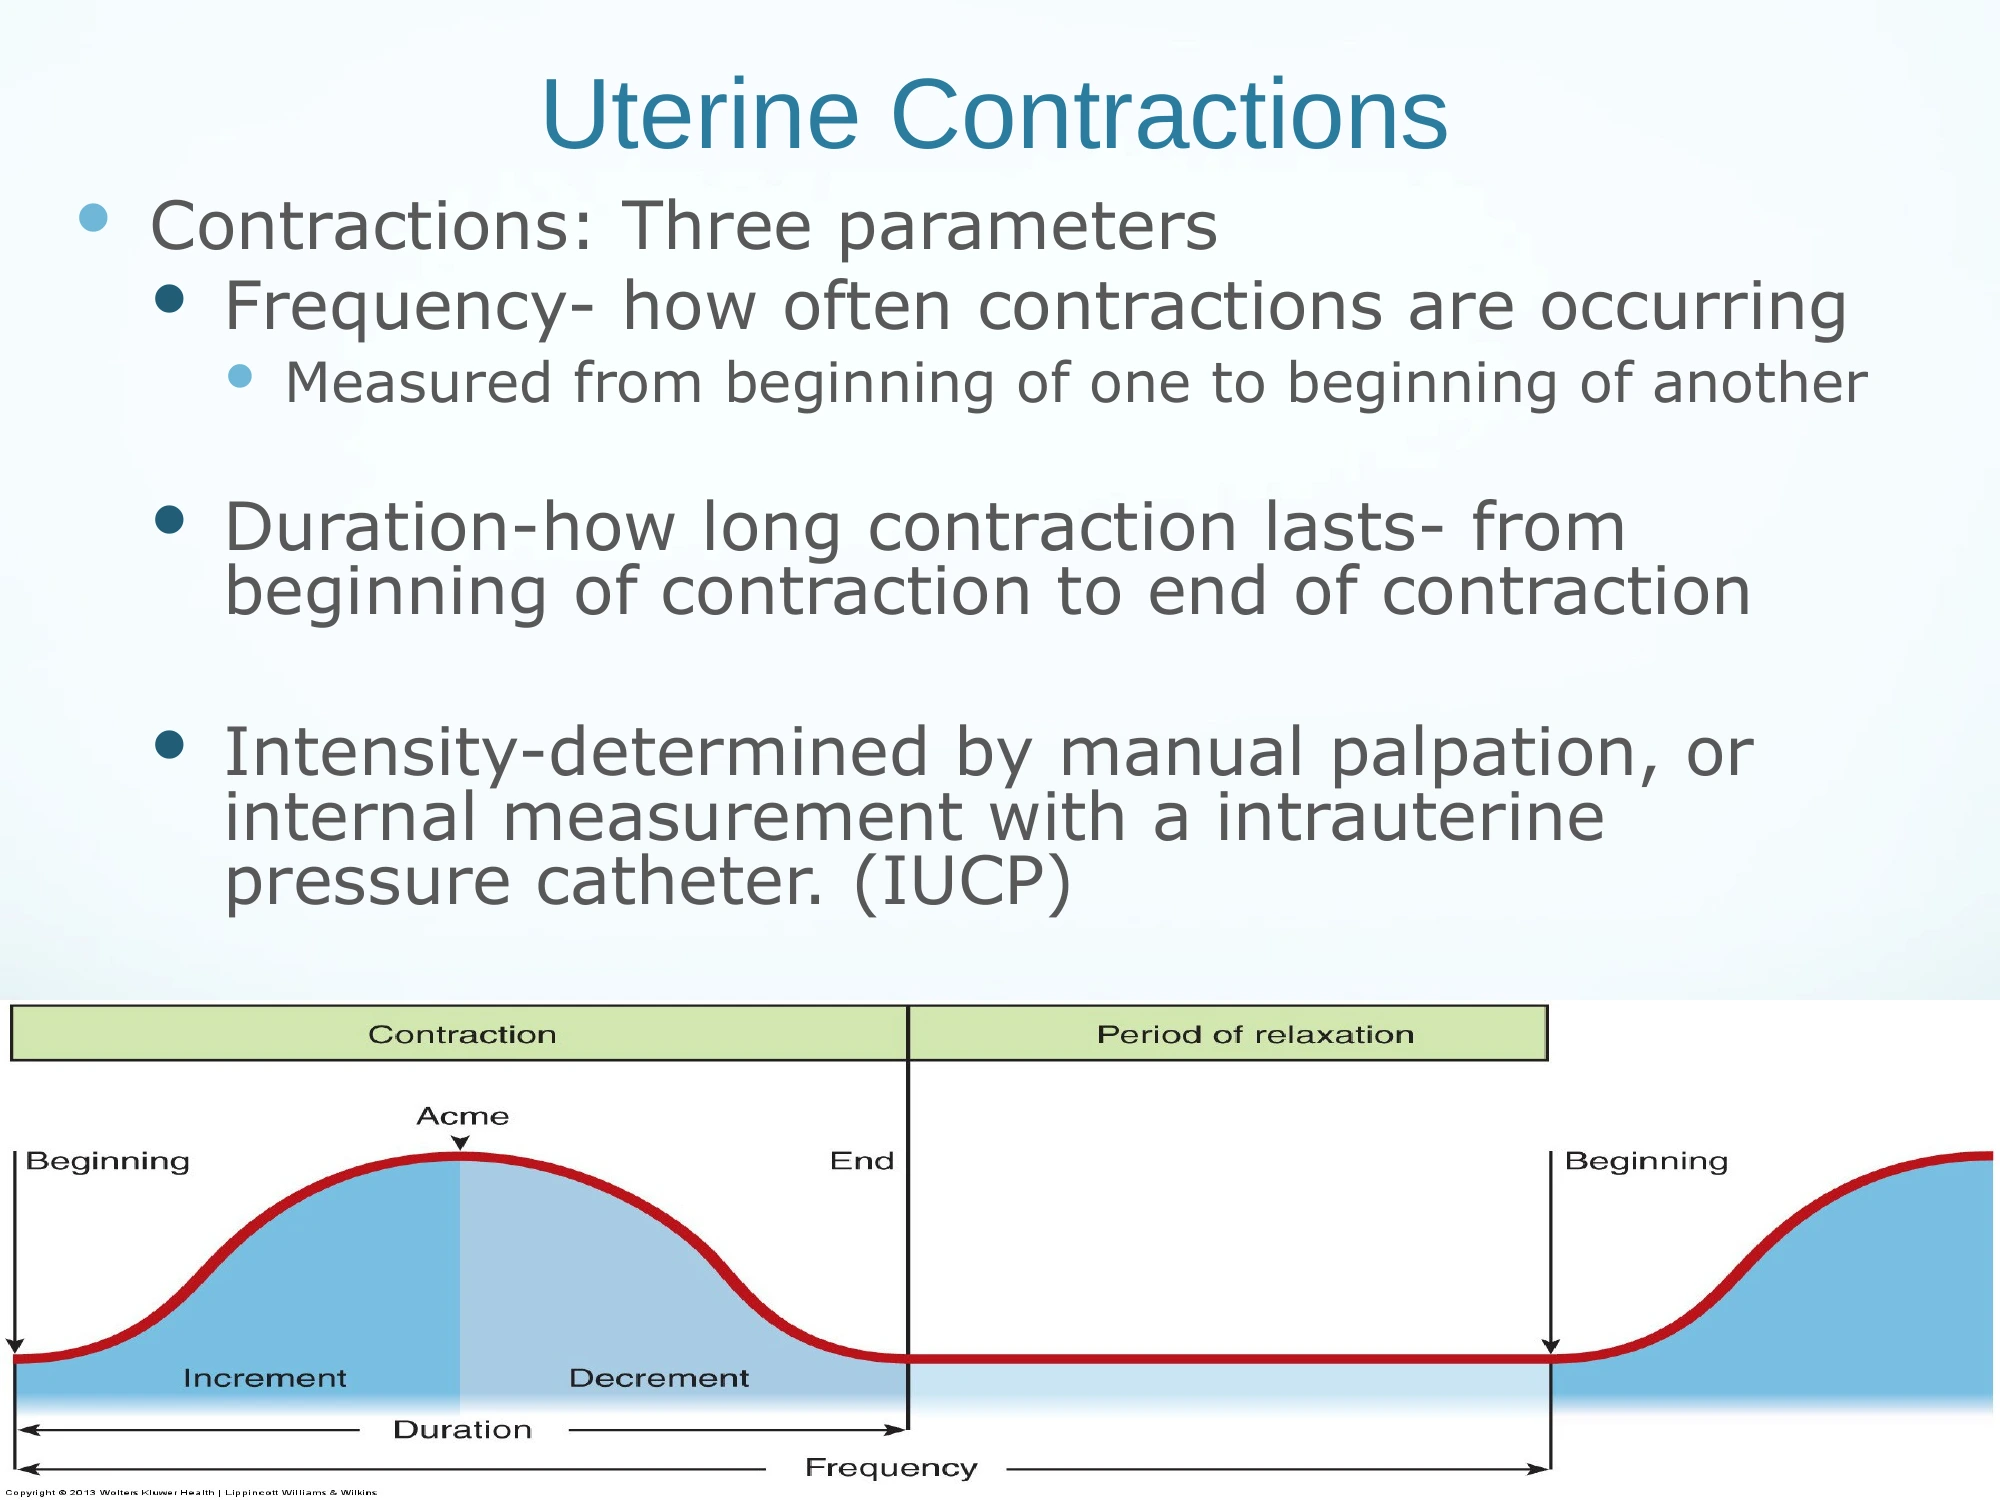 Uterine Contractions
Contractions: Three parameters
Frequency- how often contractions are occurring
Measured from beginning of one to beginning of another
Duration-how long contraction lasts- from
beginning of contraction to end of contraction
Intensity-determined by manual palpation, or
internal measurement with a intrauterine
pressure catheter. (IUCP)
Contraction
Period of relaxation
Acme
Beginning
End
Beginning
Increment
Decrement
Duration
Frequency
Copyright © 2013 Wolters Kluwer Health | Lippincott Williams & Wilkins